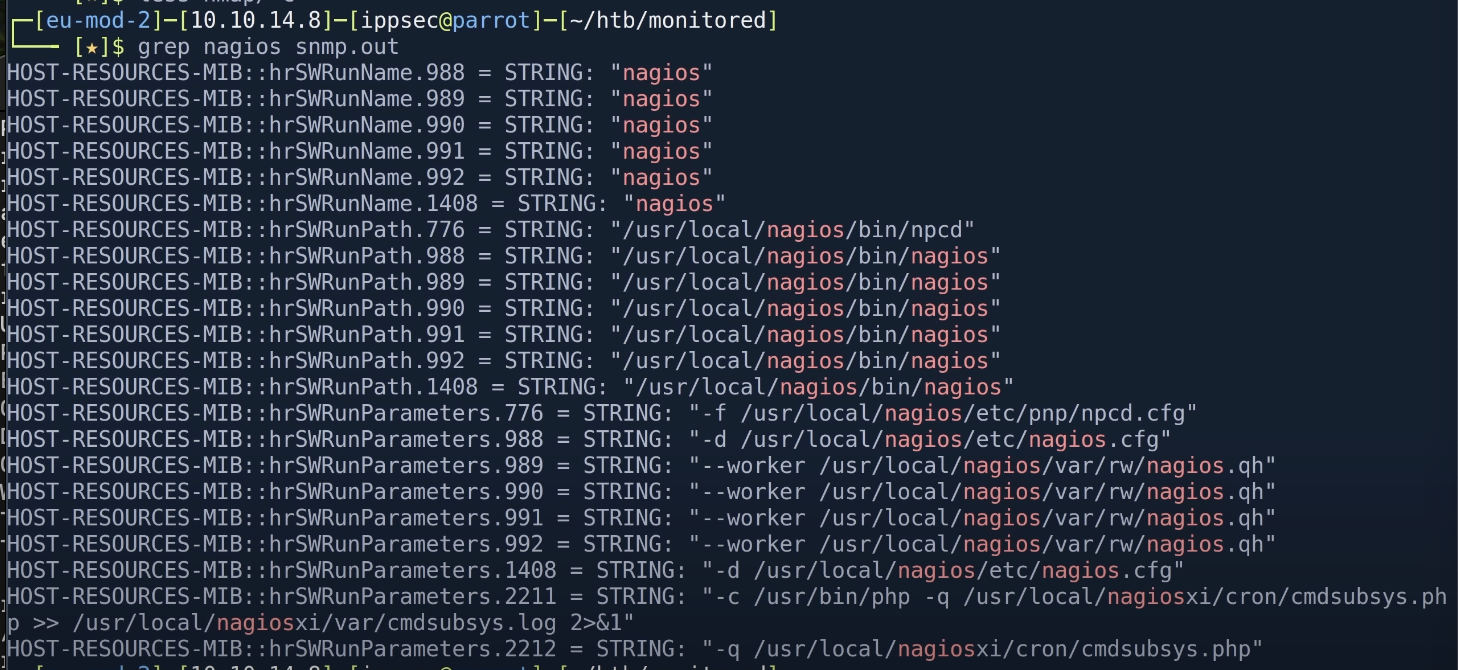 ┌─[eu-mod-2]─[10.10.14.8]─[ippsec@parrot]─[~/htb/monitored]
└──╼ [★]$ grep nagios snmp.out
HOST-RESOURCES-MIB::hrSWRunName.988 = STRING: "nagios"
HOST-RESOURCES-MIB::hrSWRunName.989 = STRING: "nagios"
HOST-RESOURCES-MIB::hrSWRunName.990 = STRING: "nagios"
HOST-RESOURCES-MIB::hrSWRunName.991 = STRING: "nagios"
HOST-RESOURCES-MIB::hrSWRunName.992 = STRING: "nagios"
HOST-RESOURCES-MIB::hrSWRunName.1408 = STRING: "nagios"
HOST-RESOURCES-MIB::hrSWRunPath.776 = STRING: "/usr/local/nagios/bin/npcd"
HOST-RESOURCES-MIB::hrSWRunPath.988 = STRING: "/usr/local/nagios/bin/nagios"
HOST-RESOURCES-MIB::hrSWRunPath.989 = STRING: "/usr/local/nagios/bin/nagios"
HOST-RESOURCES-MIB::hrSWRunPath.990 = STRING: "/usr/local/nagios/bin/nagios"
HOST-RESOURCES-MIB::hrSWRunPath.991 = STRING: "/usr/local/nagios/bin/nagios"
HOST-RESOURCES-MIB::hrSWRunPath.992 = STRING: "/usr/local/nagios/bin/nagios"
HOST-RESOURCES-MIB::hrSWRunPath.1408 = STRING: "/usr/local/nagios/bin/nagios"
HOST-RESOURCES-MIB::hrSWRunParameters.776 = STRING: "-f /usr/local/nagios/etc/pnp/npcd.cfg"
HOST-RESOURCES-MIB::hrSWRunParameters.988 = STRING: "-d /usr/local/nagios/etc/nagios.cfg"
HOST-RESOURCES-MIB::hrSWRunParameters.989 = STRING: "--worker /usr/local/nagios/var/rw/nagios.qh"
HOST-RESOURCES-MIB::hrSWRunParameters.990 = STRING: "--worker /usr/local/nagios/var/rw/nagios.qh"
HOST-RESOURCES-MIB::hrSWRunParameters.991 = STRING: "--worker /usr/local/nagios/var/rw/nagios.qh"
HOST-RESOURCES-MIB::hrSWRunParameters.992 = STRING: "--worker /usr/local/nagios/var/rw/nagios.qh"
HOST-RESOURCES-MIB::hrSWRunParameters.1408 = STRING: "-d /usr/local/nagios/etc/nagios.cfg"
HOST-RESOURCES-MIB::hrSWRunParameters.2211 = STRING: "-c /usr/bin/php -q /usr/local/nagiosxi/cron/cmdsubsys.ph
p >> /usr/local/nagiosxi/var/cmdsubsys.log 2>&1"
HOST-RESOURCES-MIB::hrSWRunParameters.2212 = STRING: "-q /usr/local/nagiosxi/cron/cmdsubsys.php"